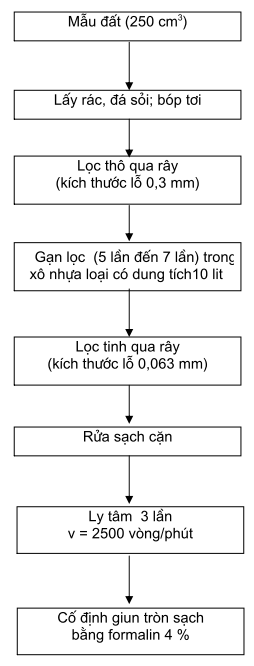 Mẫu đất (250 cm³)
Lấy rác, đá sỏi; bóp tơi
Lọc thô qua rây
(kích thước lỗ 0,3 mm)
Gạn lọc (5 lần đến 7 lần) trong
xô nhựa loại có dung tích10 lit
Lọc tinh qua rây
(kích thước lỗ 0,063 mm)
Rửa sạch cặn
Ly tâm 3 lần
v = 2500 vòng/phút
Cố định giun tròn sạch
bằng formalin 4 %